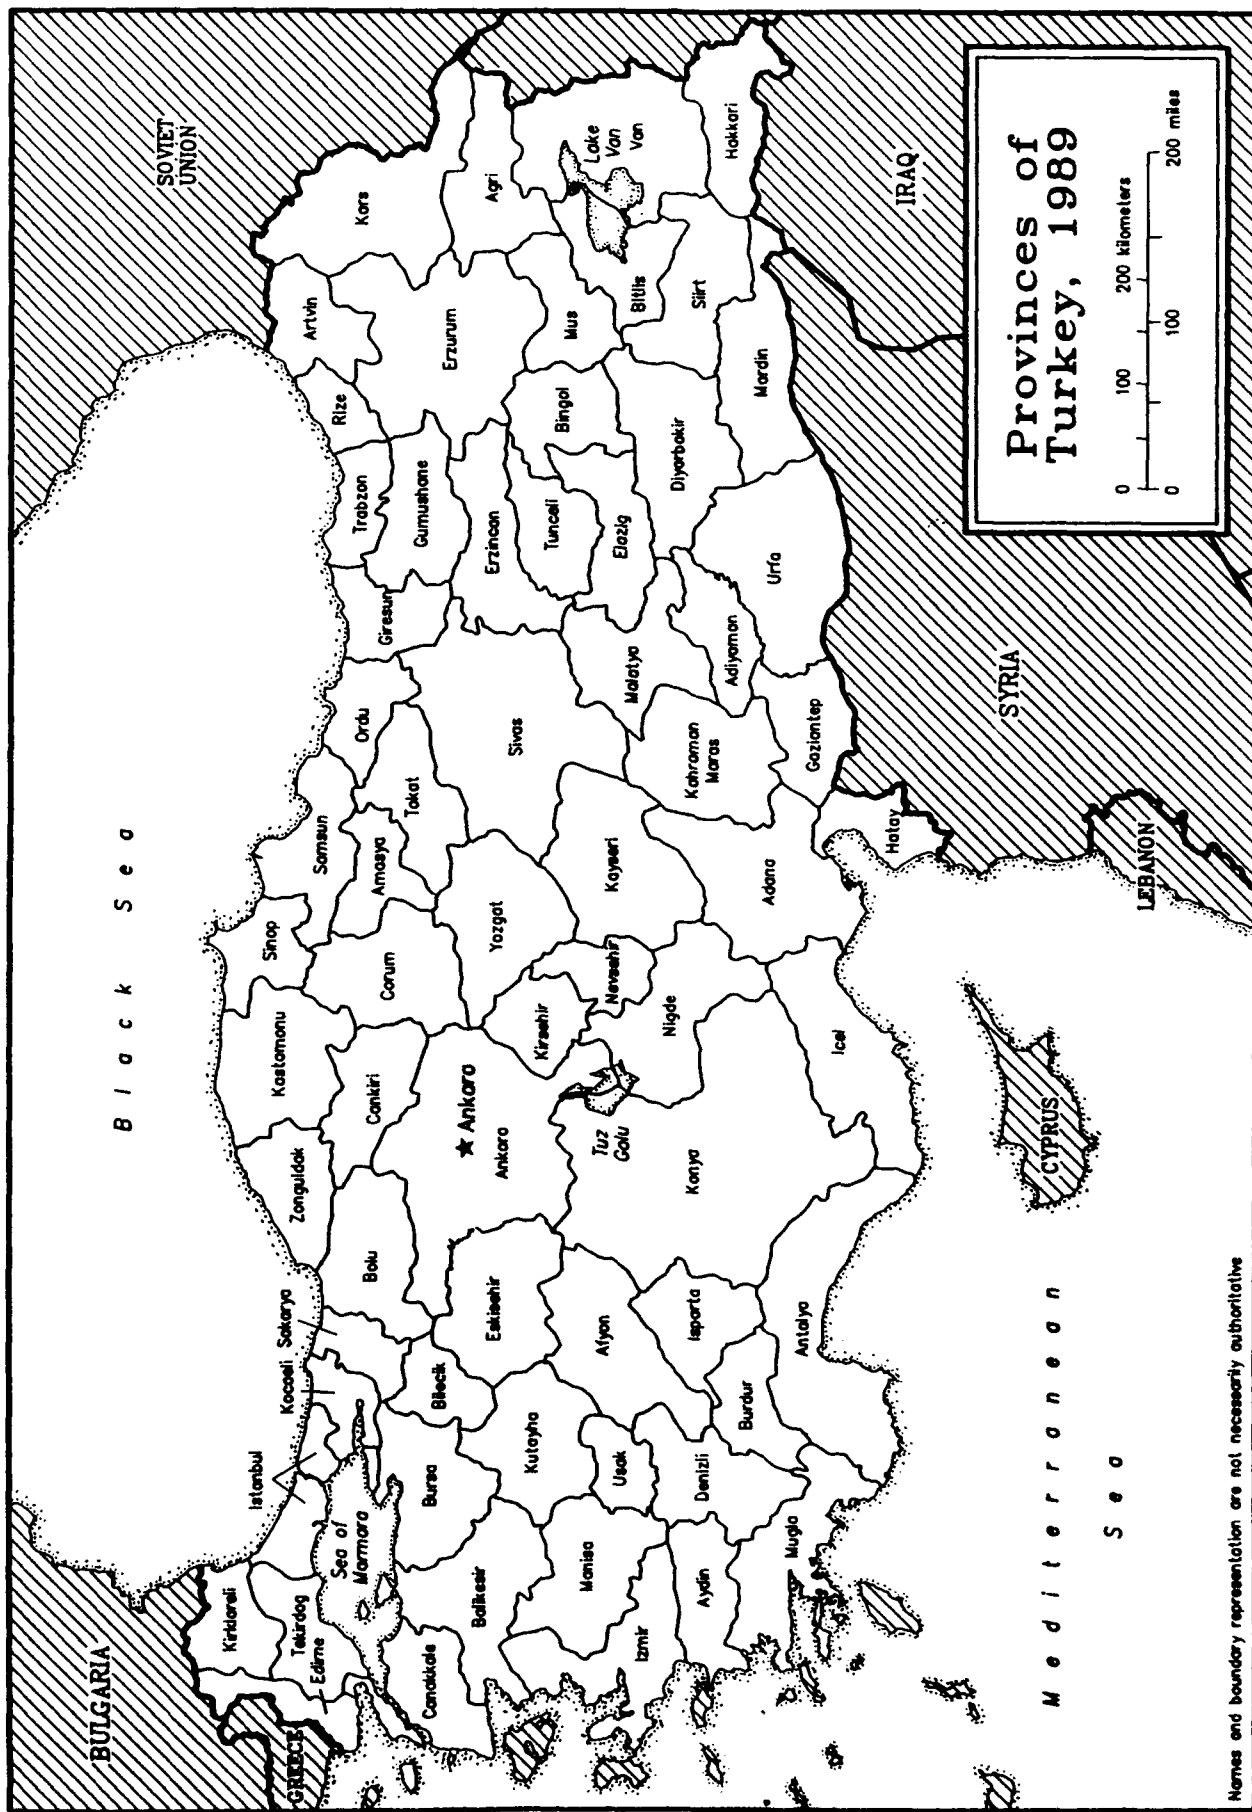 Provinces of
Turkey, 1989
0 100 200 kilometers
0 100 200 miles
BULGARIA
GREECE
Black Sea
SOVIET
UNION
IRAQ
SYRIA
LEBANON
CYPRUS
Mediterranean
Sea
Sea of
Marmara
Tuz
Golu
Lake
Van
Van
Kirklareli
Tekirdag
Edirne
Istanbul
Kocaeli
Sakarya
Canakkale
Balikesir
Bursa
Bilecik
Bolu
Zonguldak
Kastamonu
Cankiri
Sinop
Corum
Samsun
Amasya
Tokat
Ordu
Giresun
Trabzon
Gumushane
Rize
Artvin
Kars
Agri
Erzurum
Erzincan
Sivas
Yozgat
Kirsehir
★ Ankara
Ankara
Eskisehir
Kutayha
Manisa
Izmir
Usak
Afyon
Aydin
Denizli
Mugla
Burdur
Isparta
Antalya
Konya
Icel
Nigde
Nevsehir
Kayseri
Adana
Hatay
Kahraman
Maras
Gaziantep
Malatya
Adiyaman
Urfa
Elazig
Tunceli
Bingol
Diyarbakir
Mardin
Mus
Bitlis
Siirt
Hakkari
Names and boundary representation are not necessarily authoritative